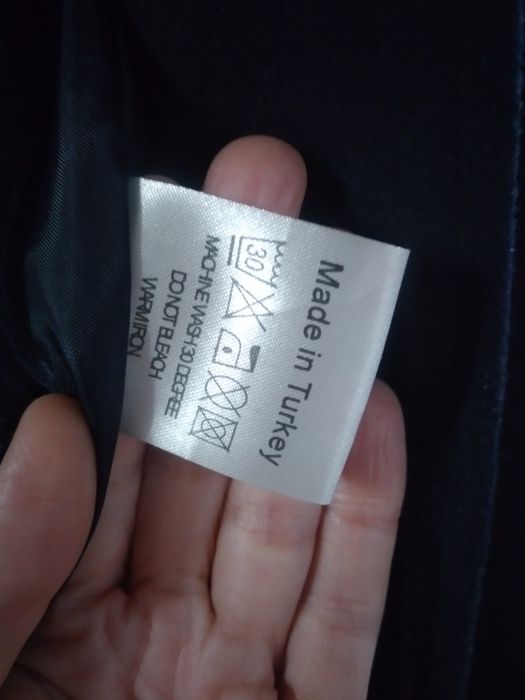 Made in Turkey
30
MACHINE WASH 30 DEGREE
DO NOT BLEACH
WARM IRON